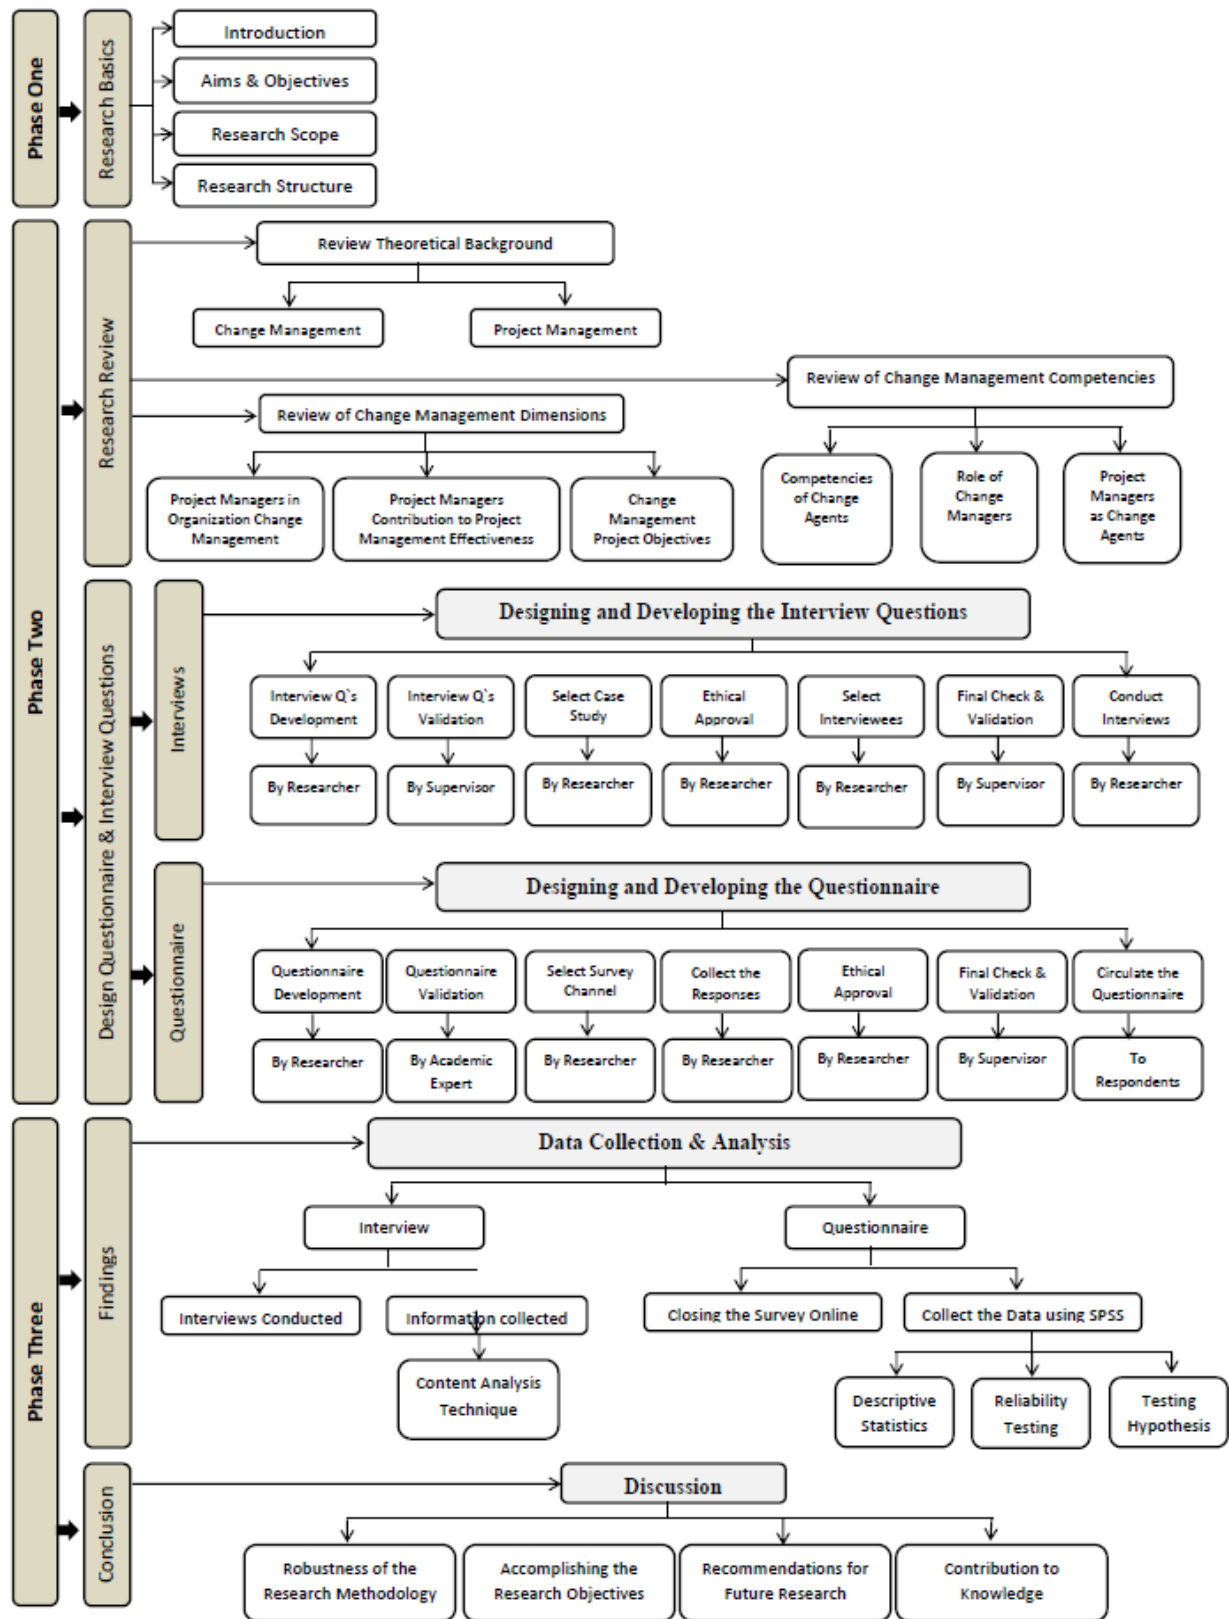 Phase One
Research Basics
Introduction
Aims & Objectives
Research Scope
Research Structure
Phase Two
Research Review
Review Theoretical Background
Change Management
Project Management
Review of Change Management Competencies
Review of Change Management Dimensions
Competencies
of Change
Agents
Role of
Change
Managers
Project
Managers
as Change
Agents
Project Managers in
Organization Change
Management
Project Managers
Contribution to Project
Management Effectiveness
Change
Management
Project Objectives
Design Questionnaire & Interview Questions
Interviews
Designing and Developing the Interview Questions
Interview Q`s
Development
Interview Q`s
Validation
Select Case
Study
Ethical
Approval
Select
Interviewees
Final Check &
Validation
Conduct
Interviews
By Researcher
By Supervisor
By Researcher
By Researcher
By Researcher
By Supervisor
By Researcher
Questionnaire
Designing and Developing the Questionnaire
Questionnaire
Development
Questionnaire
Validation
Select Survey
Channel
Collect the
Responses
Ethical
Approval
Final Check &
Validation
Circulate the
Questionnaire
By Researcher
By Academic
Expert
By Researcher
By Researcher
By Researcher
By Supervisor
To
Respondents
Phase Three
Findings
Data Collection & Analysis
Interview
Questionnaire
Interviews Conducted
Information collected
Closing the Survey Online
Collect the Data using SPSS
Content Analysis
Technique
Descriptive
Statistics
Reliability
Testing
Testing
Hypothesis
Conclusion
Discussion
Robustness of the
Research Methodology
Accomplishing the
Research Objectives
Recommendations for
Future Research
Contribution to
Knowledge